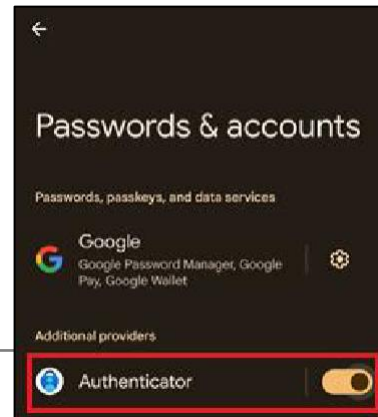 Passwords & accounts
Passwords, passkeys, and data services
Google
Google Password Manager, Google
Pay, Google Wallet
Additional providers
Authenticator